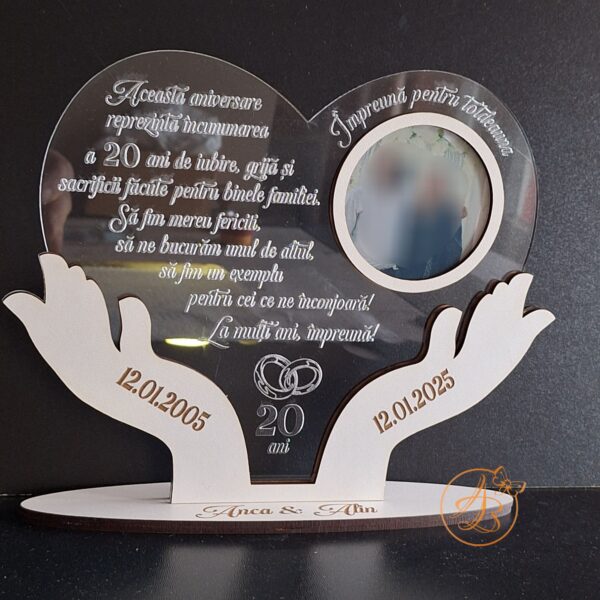 Această aniversare
reprezintă încununarea
a 20 ani de iubire, grijă și
sacrificii făcute pentru binele familiei.
Să fim mereu fericiți,
să ne bucurăm unul de altul,
să fim un exemplu
pentru cei ce ne înconjoară!
La mulți ani, împreună!
Împreună pentru totdeauna
12.01.2005
12.01.2025
20
ani
Anca & Alin